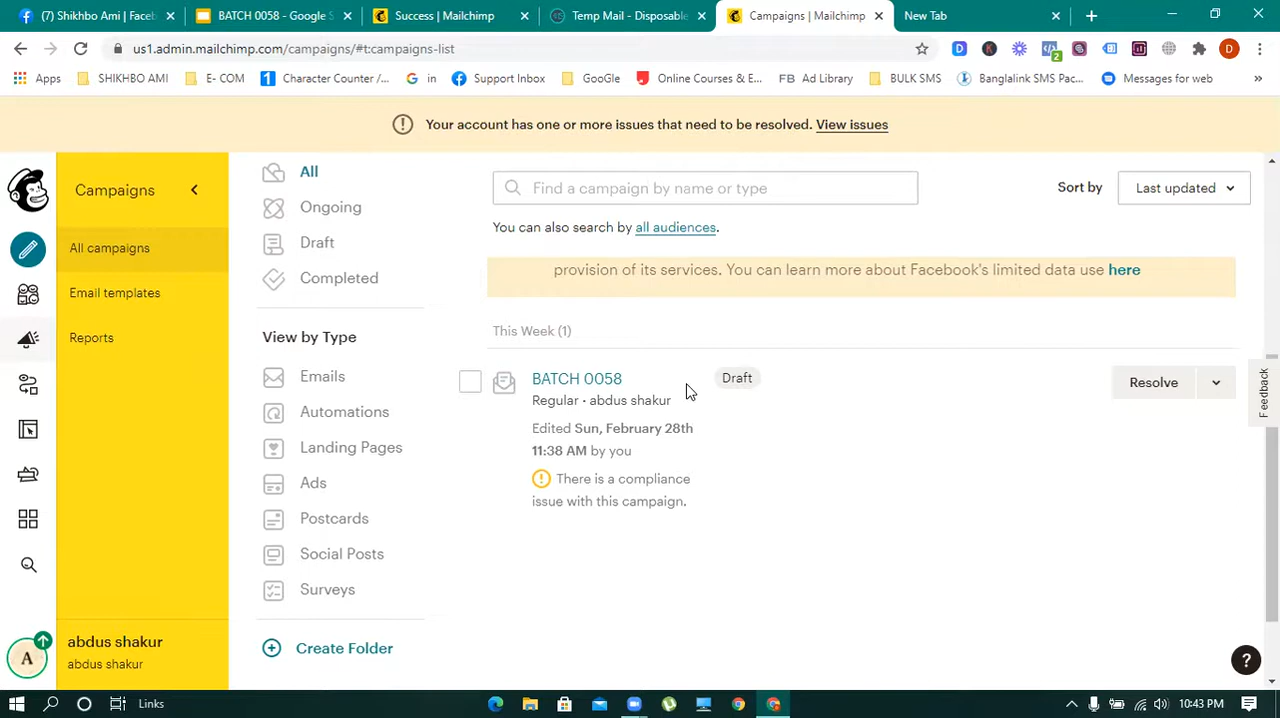 (7) Shikhbo Ami | Faceb
BATCH 0058 - Google S
Success | Mailchimp
Temp Mail - Disposable
Campaigns | Mailchimp
New Tab
us1.admin.mailchimp.com/campaigns/#t:campaigns-list
2
D
Apps
SHIKHBO AMI
E- COM
Character Counter /...
in
Support Inbox
GooGle
Online Courses & E...
FB Ad Library
BULK SMS
Banglalink SMS Pac...
Messages for web
»
Your account has one or more issues that need to be resolved. View issues
Campaigns
All campaigns
Email templates
Reports
abdus shakur
abdus shakur
A
All
Ongoing
Draft
Completed
View by Type
Emails
Automations
Landing Pages
Ads
Postcards
Social Posts
Surveys
Create Folder
Find a campaign by name or type
Sort by
Last updated
You can also search by all audiences.
provision of its services. You can learn more about Facebook's limited data use here
This Week (1)
BATCH 0058
Draft
Regular · abdus shakur
Edited Sun, February 28th
11:38 AM by you
There is a compliance
issue with this campaign.
Resolve
Feedback
?
Links
10:43 PM